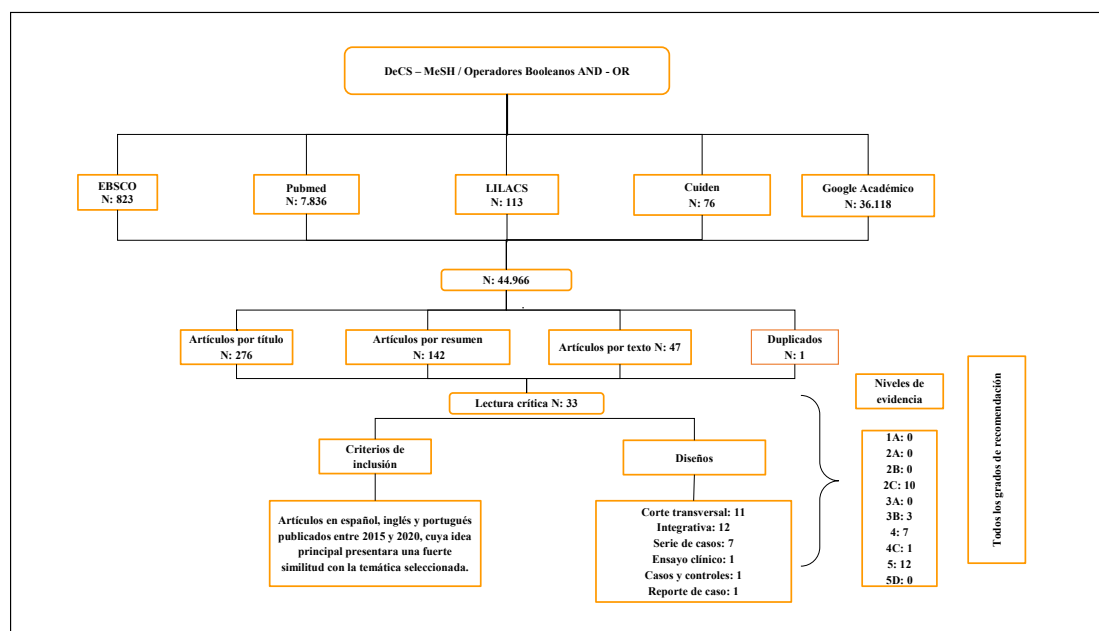 DeCS – MeSH / Operadores Booleanos AND - OR
EBSCO
N: 823
Pubmed
N: 7.836
LILACS
N: 113
Cuiden
N: 76
Google Académico
N: 36.118
N: 44.966
Artículos por título
N: 276
Artículos por resumen
N: 142
Artículos por texto N: 47
Duplicados
N: 1
Lectura crítica N: 33
Criterios de
inclusión
Artículos en español, inglés y portugués
publicados entre 2015 y 2020, cuya idea
principal presentara una fuerte
similitud con la temática seleccionada.
Diseños
Corte transversal: 11
Integrativa: 12
Serie de casos: 7
Ensayo clínico: 1
Casos y controles: 1
Reporte de caso: 1
Niveles de
evidencia
1A: 0
2A: 0
2B: 0
2C: 10
3A: 0
3B: 3
4: 7
4C: 1
5: 12
5D: 0
Todos los grados de recomendación